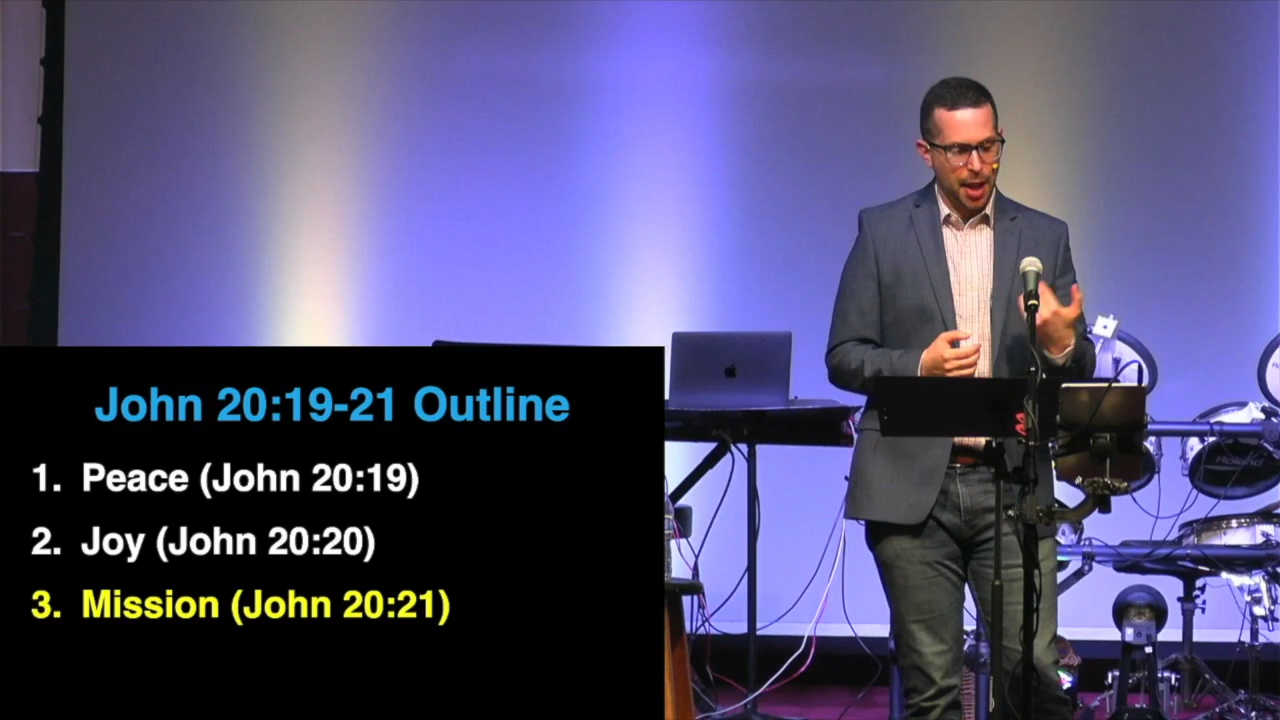 John 20:19-21 Outline
1. Peace (John 20:19)
2. Joy (John 20:20)
3. Mission (John 20:21)
Roland